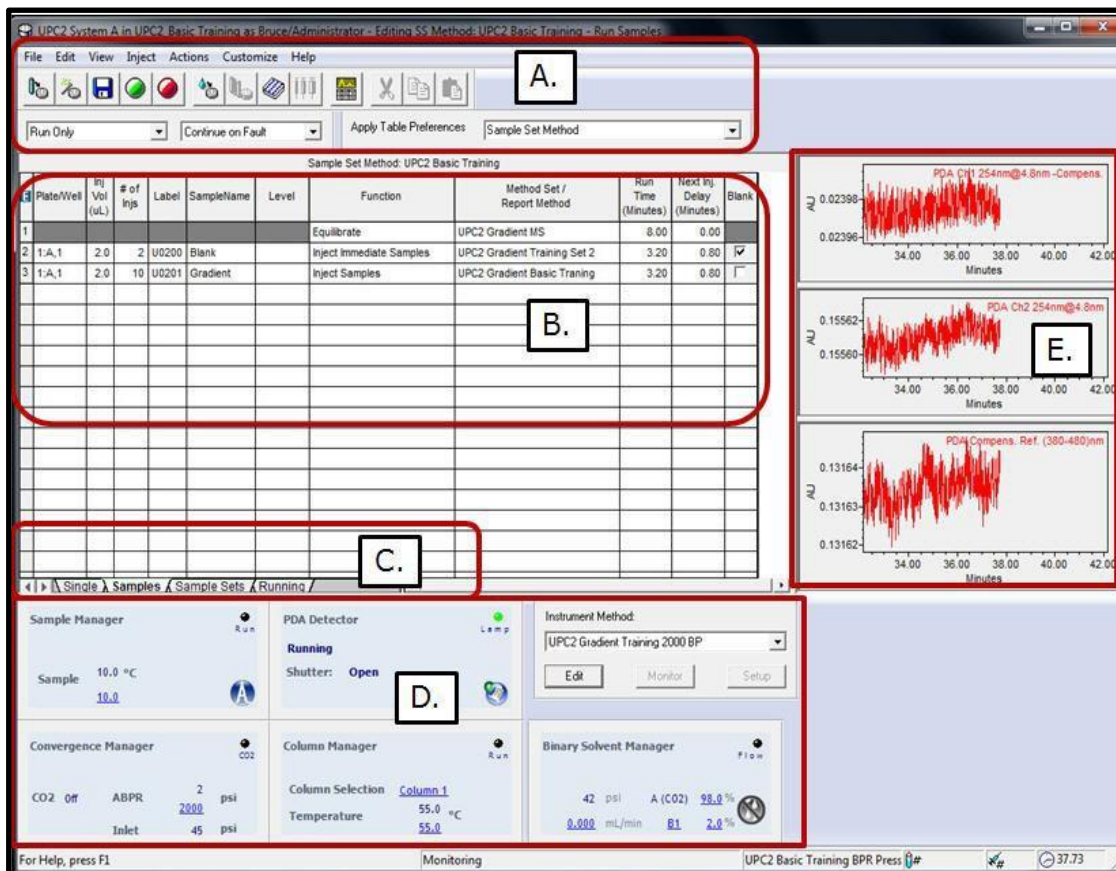 UPC2 System A in UPC2 Basic Training as Bruce/Administrator - Editing SS Method: UPC2 Basic Training - Run Samples
File Edit View Inject Actions Customize Help
A.
Run Only Continue on Fault Apply Table Preferences Sample Set Method
Sample Set Method: UPC2 Basic Training
Plate/Well Inj Vol (uL) # of Injs Label SampleName Level Function Method Set / Report Method Run Time (Minutes) Next Inj. Delay (Minutes) Blank
1 Equilibrate UPC2 Gradient MS 8.00 0.00
2 1:A,1 2.0 2 U0200 Blank Inject Immediate Samples UPC2 Gradient Training Set 2 3.20 0.80
3 1:A,1 2.0 10 U0201 Gradient Inject Samples UPC2 Gradient Basic Traning 3.20 0.80
B.
C.
Single Samples Sample Sets Running
PDA Ch1 254nm@4.8nm -Compens.
AU
0.02398
0.02396
34.00 36.00 38.00 40.00 42.00
Minutes
PDA Ch2 254nm@4.8nm
AU
0.15562
0.15560
34.00 36.00 38.00 40.00 42.00
Minutes
E.
PDA Compens. Ref. (380-480)nm
AU
0.13164
0.13163
0.13162
34.00 36.00 38.00 40.00 42.00
Minutes
Sample Manager
Run
Sample 10.0 °C
10.0
PDA Detector
Lamp
Running
Shutter: Open
D.
Instrument Method:
UPC2 Gradient Training 2000 BP
Edit Monitor Setup
Convergence Manager
CO2
CO2 Off ABPR 2 psi
2000
Inlet 45 psi
Column Manager
Run
Column Selection Column 1
Temperature 55.0 °C
55.0
Binary Solvent Manager
Flow
42 psi A (CO2) 98.0 %
0.000 mL/min B1 2.0 %
For Help, press F1 Monitoring UPC2 Basic Training BPR Press # # 37.73